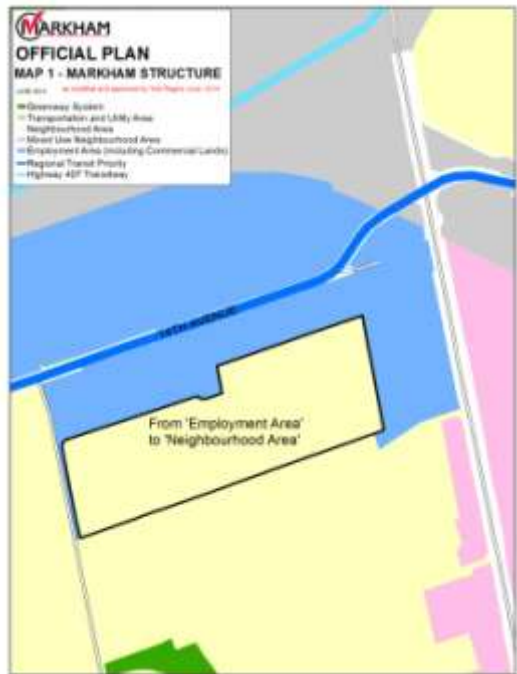 MARKHAM
OFFICIAL PLAN
MAP 1 - MARKHAM STRUCTURE
Greenway System
Transportation and Utility Area
Neighbourhood Area
Mixed Use Neighbourhood Area
Employment Area (including Commercial Lands)
Regional Transit Priority
Highway 407 Transitway
14TH AVENUE
From 'Employment Area'
to 'Neighbourhood Area'